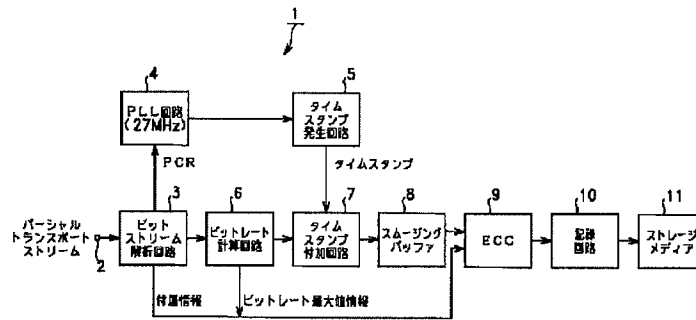 1
4
5
PLL回路
(27MHz)
タイム
スタンプ
発生回路
PCR
タイムスタンプ
3
6
7
8
9
10
11
パーシャル
トランスポート
ストリーム
2
ビット
ストリーム
解析回路
ビットレート
計算回路
タイム
スタンプ
付加回路
スムージング
バッファ
ECC
記録
回路
ストレージ
メディア
付属情報
ビットレート最大値情報